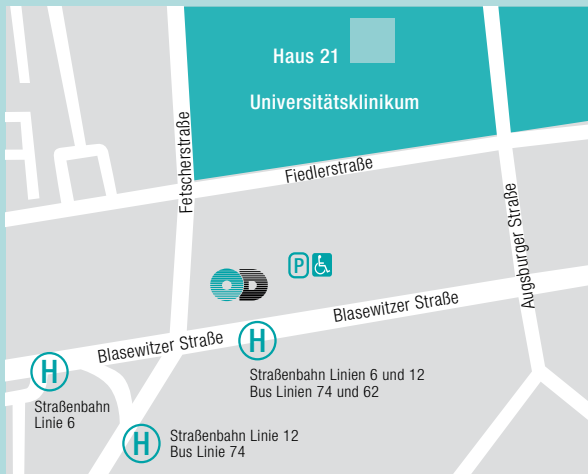 Haus 21
Universitätsklinikum
Fetscherstraße
Fiedlerstraße
Augsburger Straße
P
Blasewitzer Straße
Blasewitzer Straße
H
H
Straßenbahn Linien 6 und 12
Bus Linien 74 und 62
Straßenbahn
Linie 6
H
Straßenbahn Linie 12
Bus Linie 74